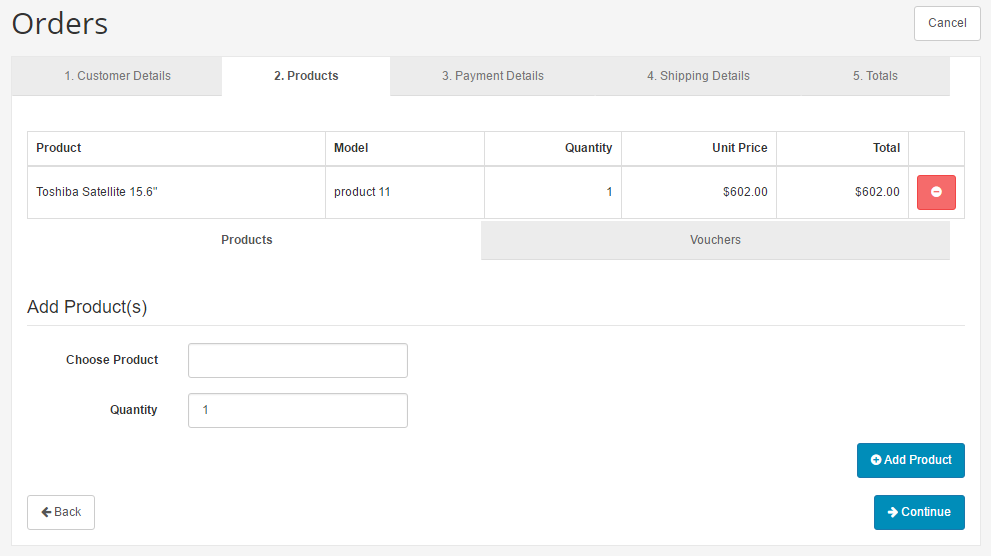 Orders
Cancel
1. Customer Details 2. Products 3. Payment Details 4. Shipping Details 5. Totals
Product Model Quantity Unit Price Total
Toshiba Satellite 15.6" product 11 1 $602.00 $602.00
Products Vouchers
Add Product(s)
Choose Product
Quantity 1
Add Product
Back Continue